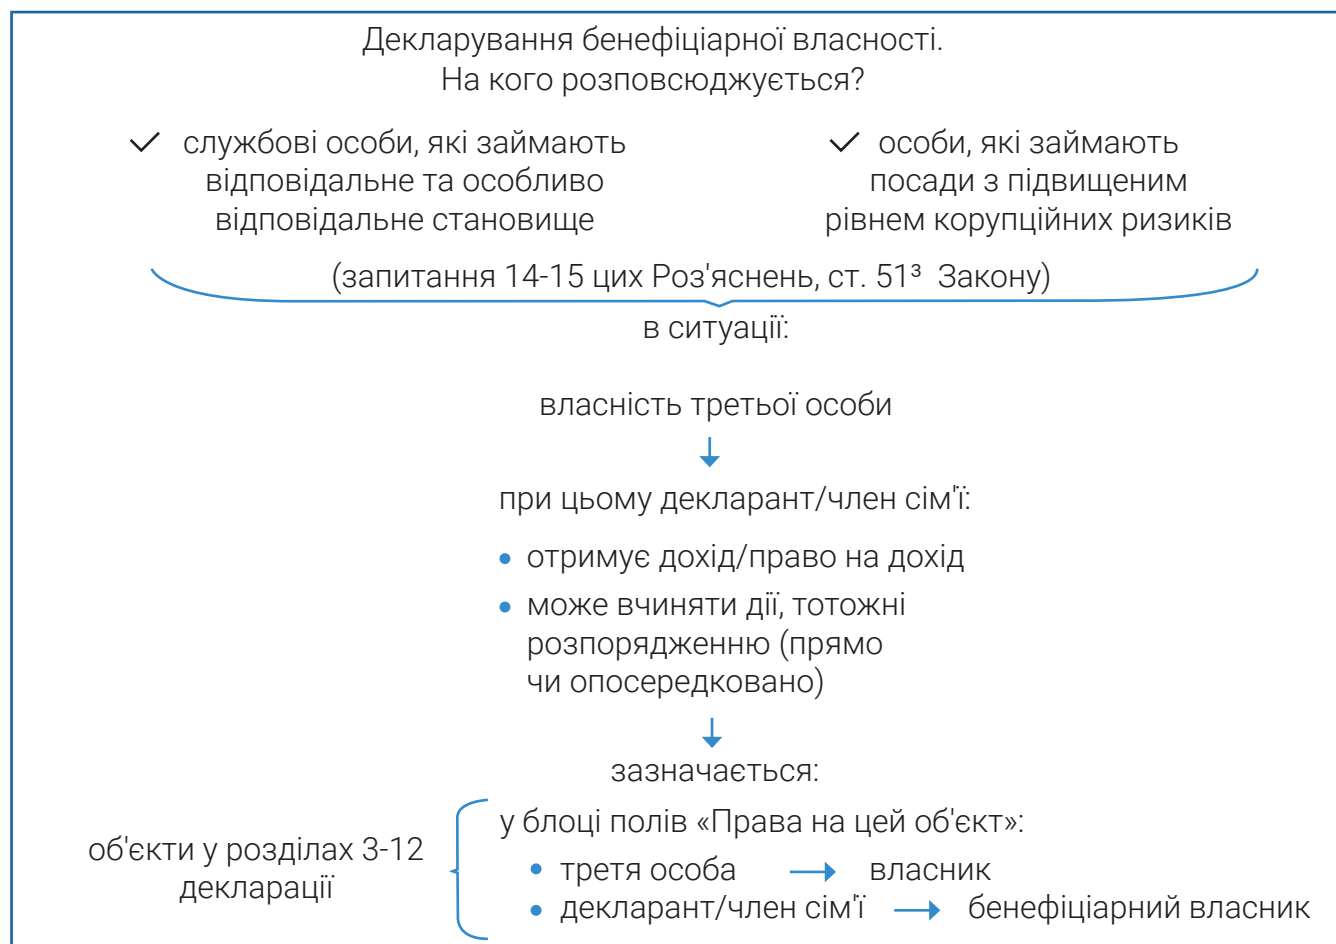 Декларування бенефіціарної власності.
На кого розповсюджується?
✓ службові особи, які займають
відповідальне та особливо
відповідальне становище
✓ особи, які займають
посади з підвищеним
рівнем корупційних ризиків
(запитання 14-15 цих Роз'яснень, ст. 51³ Закону)
в ситуації:
власність третьої особи
при цьому декларант/член сім'ї:
• отримує дохід/право на дохід
• може вчиняти дії, тотожні
розпорядженню (прямо
чи опосередковано)
зазначається:
об'єкти у розділах 3-12
декларації
у блоці полів «Права на цей об'єкт»:
• третя особа → власник
• декларант/член сім'ї → бенефіціарний власник